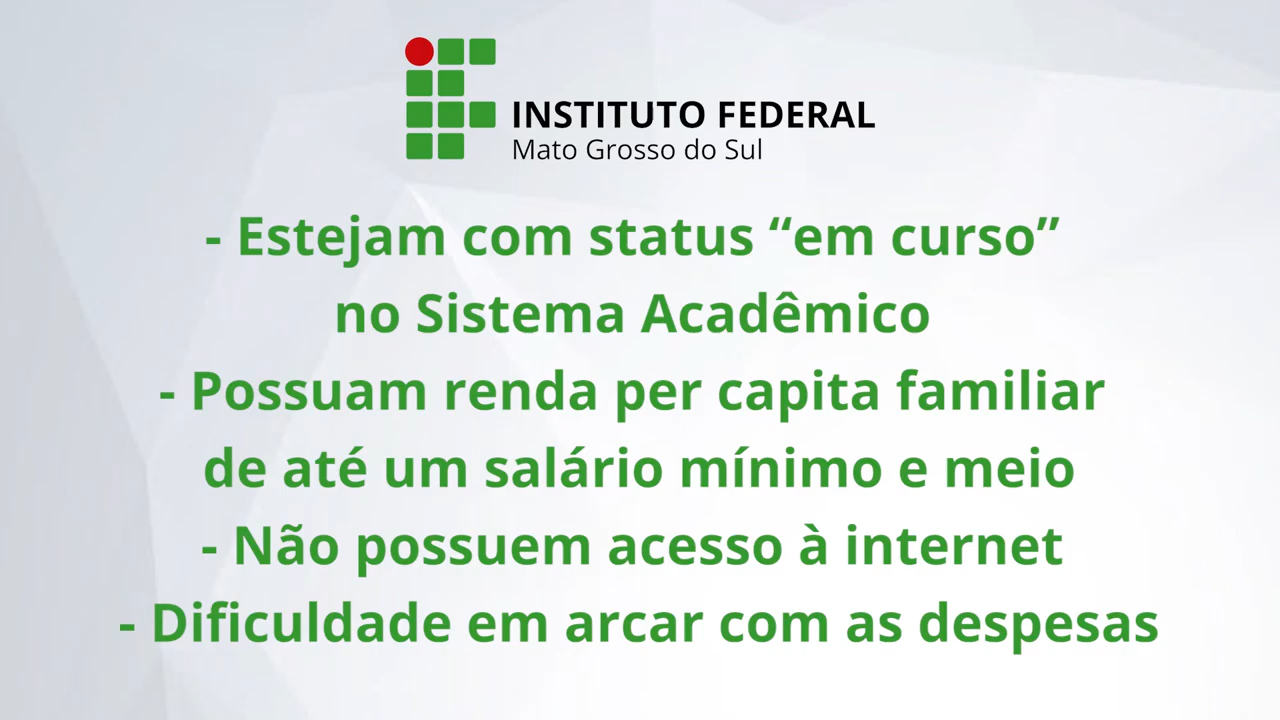 INSTITUTO FEDERAL
Mato Grosso do Sul
- Estejam com status “em curso”
no Sistema Acadêmico
- Possuam renda per capita familiar
de até um salário mínimo e meio
- Não possuem acesso à internet
- Dificuldade em arcar com as despesas